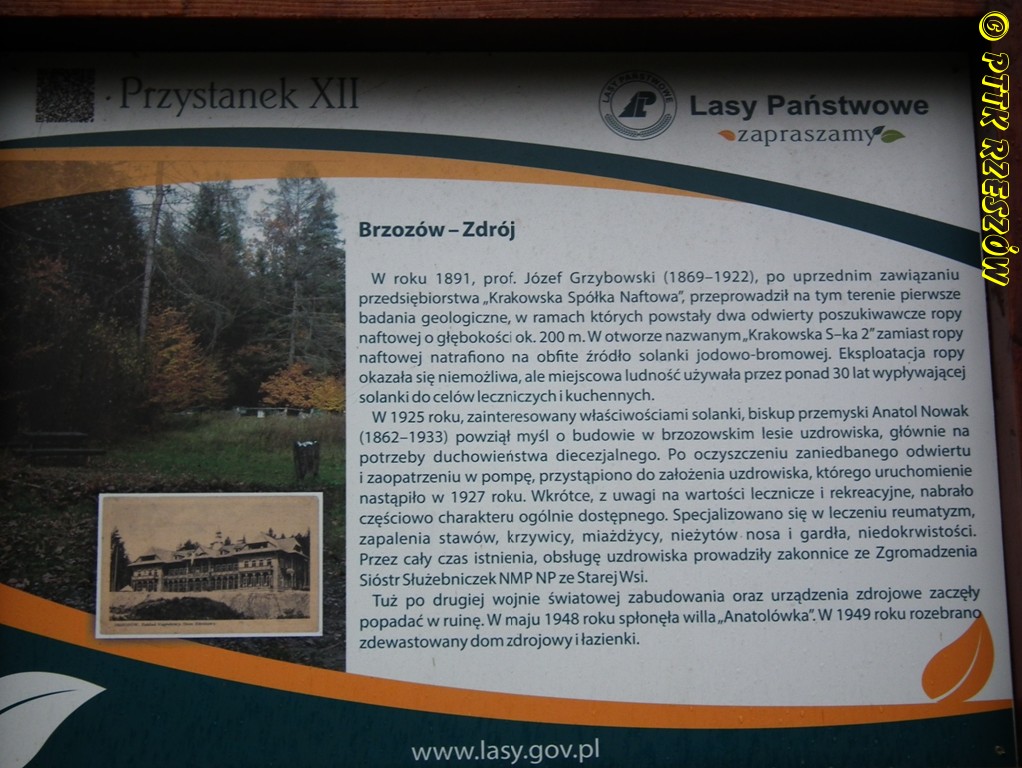 Przystanek XII
LASY PAŃSTWOWE
Lasy Państwowe
zapraszamy
© PTTK RZESZÓW
Brzozów – Zdrój
W roku 1891, prof. Józef Grzybowski (1869–1922), po uprzednim zawiązaniu
przedsiębiorstwa „Krakowska Spółka Naftowa”, przeprowadził na tym terenie pierwsze
badania geologiczne, w ramach których powstały dwa odwierty poszukiwawcze ropy
naftowej o głębokości ok. 200 m. W otworze nazwanym „Krakowska S–ka 2” zamiast ropy
naftowej natrafiono na obfite źródło solanki jodowo-bromowej. Eksploatacja ropy
okazała się niemożliwa, ale miejscowa ludność używała przez ponad 30 lat wypływającej
solanki do celów leczniczych i kuchennych.
W 1925 roku, zainteresowany właściwościami solanki, biskup przemyski Anatol Nowak
(1862–1933) powziął myśl o budowie w brzozowskim lesie uzdrowiska, głównie na
potrzeby duchowieństwa diecezjalnego. Po oczyszczeniu zaniedbanego odwiertu
i zaopatrzeniu w pompę, przystąpiono do założenia uzdrowiska, którego uruchomienie
nastąpiło w 1927 roku. Wkrótce, z uwagi na wartości lecznicze i rekreacyjne, nabrało
częściowo charakteru ogólnie dostępnego. Specjalizowano się w leczeniu reumatyzm,
zapalenia stawów, krzywicy, miażdżycy, nieżytów nosa i gardła, niedokrwistości.
Przez cały czas istnienia, obsługę uzdrowiska prowadziły zakonnice ze Zgromadzenia
Sióstr Służebniczek NMP NP ze Starej Wsi.
Tuż po drugiej wojnie światowej zabudowania oraz urządzenia zdrojowe zaczęły
popadać w ruinę. W maju 1948 roku spłonęła willa „Anatolówka”. W 1949 roku rozebrano
zdewastowany dom zdrojowy i łazienki.
www.lasy.gov.pl